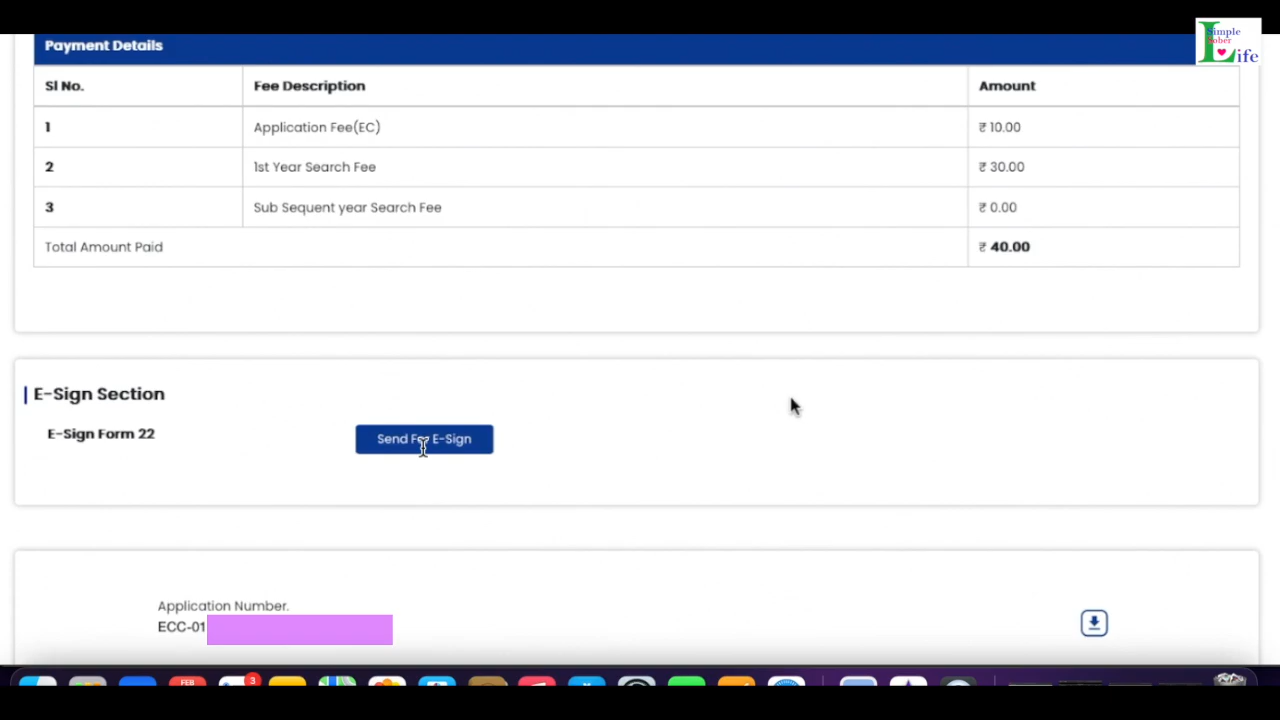 Simple
Sober
Life
Payment Details
Sl No. Fee Description Amount
1 Application Fee(EC) ₹ 10.00
2 1st Year Search Fee ₹ 30.00
3 Sub Sequent year Search Fee ₹ 0.00
Total Amount Paid ₹ 40.00
E-Sign Section
E-Sign Form 22 Send For E-Sign
Application Number.
ECC-01
FEB 3